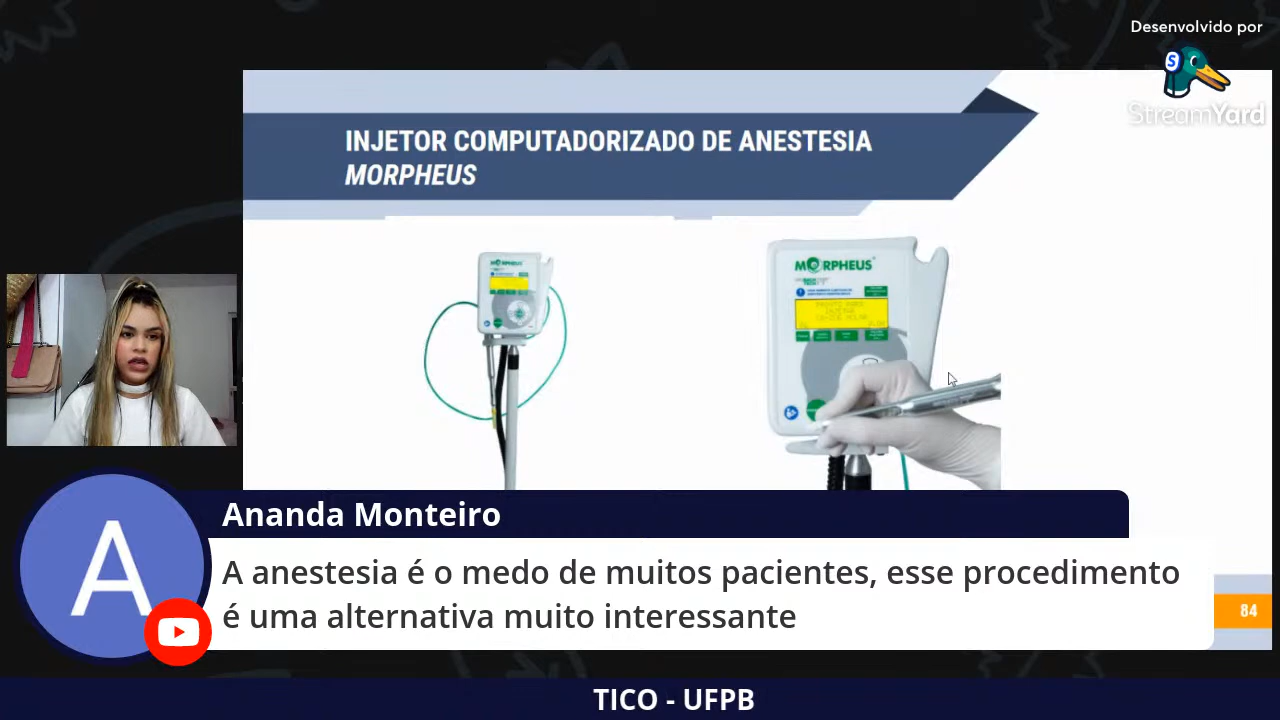 Desenvolvido por
StreamYard
INJETOR COMPUTADORIZADO DE ANESTESIA
MORPHEUS
MORPHEUS
MORPHEUS
A
Ananda Monteiro
A anestesia é o medo de muitos pacientes, esse procedimento
é uma alternativa muito interessante
84
TICO - UFPB